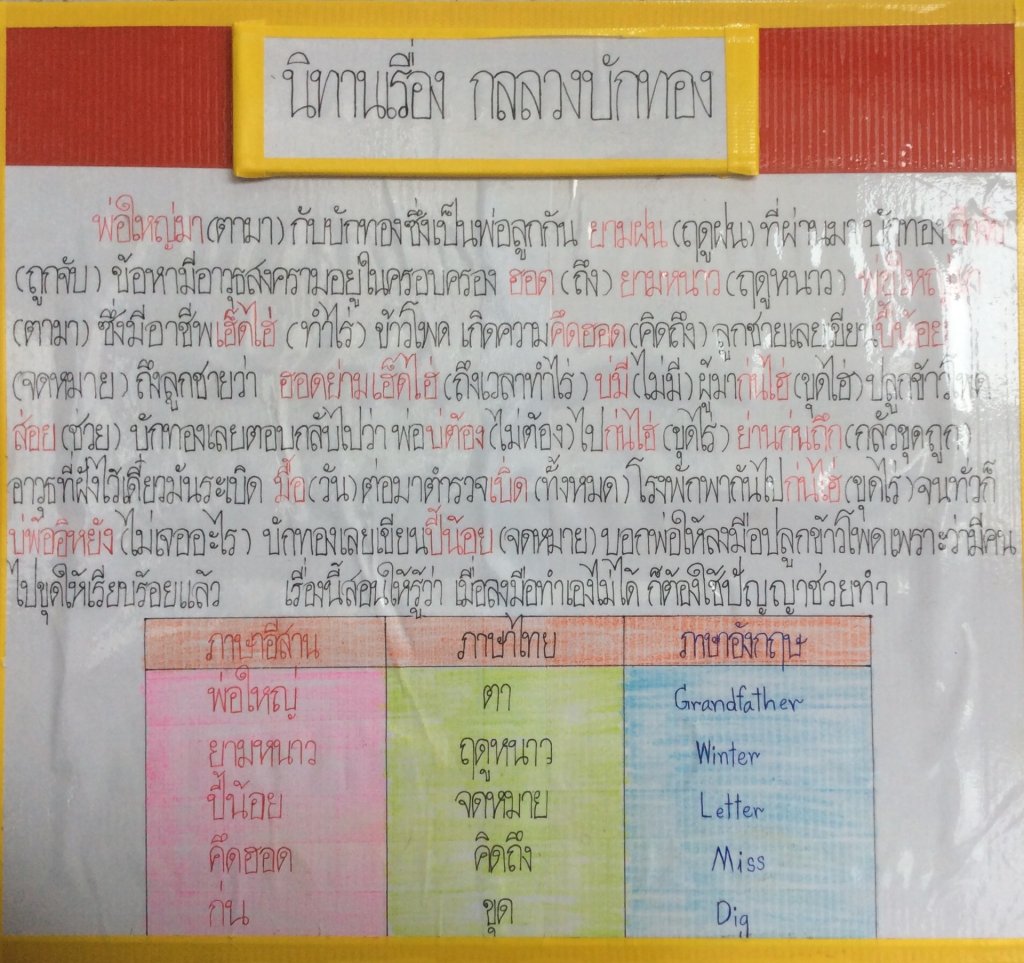 นิทานเรื่อง กลลวงบักทอง
พ่อใหญ่มา (ตามา) กับบักทองซึ่งเป็นพ่อลูกกัน ยามฝน (ฤดูฝน) ที่ผ่านมา บักทองถืกจับ
(ถูกจับ) ข้อหามีอาวุธสงครามอยู่ในครอบครอง ฮอด (ถึง) ยามหนาว (ฤดูหนาว) พ่อใหญ่มา
(ตามา) ซึ่งมีอาชีพเฮ็ดไฮ่ (ทำไร่) ข้าวโพด เกิดความคึดฮอด (คิดถึง) ลูกชายเลยเขียนปี้น้อย
(จดหมาย) ถึงลูกชายว่า ฮอดยามเฮ็ดไฮ่ (ถึงเวลาทำไร่) บ่มี (ไม่มี) ผู้มาก่นไฮ่ (ขุดไฮ่) ปลูกข้าวโพด
ส่อย (ช่วย) บักทองเลยตอบกลับไปว่า พ่อบ่ต้อง (ไม่ต้อง) ไปก่นไฮ่ (ขุดไร่) ย่านก่นถืก (กลัวขุดถูก)
อาวุธที่ฝังไว้เดี๋ยวมันระเบิด มื้อ (วัน) ต่อมาตำรวจเบิ่ด (ทั้งหมด) โรงพักพากันไปก่นไฮ่ (ขุดไร่) จนทั่วก็
บ่พ้ออิหยัง (ไม่เจออะไร) บักทองเลยเขียนปี้น้อย (จดหมาย) บอกพ่อให้ลงมือปลูกข้าวโพดเพราะว่ามีคน
ไปขุดให้เรียบร้อยแล้ว เรื่องนี้สอนให้รู้ว่า เมื่อลงมือทำเองไม่ได้ ก็ต้องใช้ปัญญาช่วยทำ
ภาษาอีสาน ภาษาไทย ภาษาอังกฤษ
พ่อใหญ่ ตา Grandfather
ยามหนาว ฤดูหนาว Winter
ปี้น้อย จดหมาย Letter
คึดฮอด คิดถึง Miss
ก่น ขุด Dig